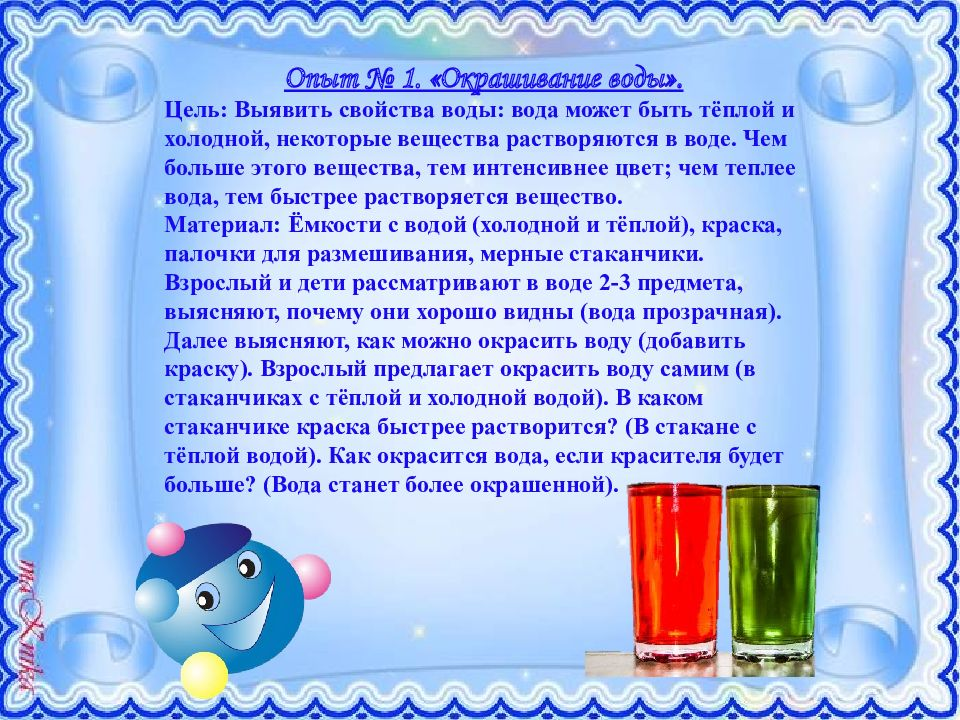 Опыт № 1. «Окрашивание воды».
Цель: Выявить свойства воды: вода может быть тёплой и
холодной, некоторые вещества растворяются в воде. Чем
больше этого вещества, тем интенсивнее цвет; чем теплее
вода, тем быстрее растворяется вещество.
Материал: Ёмкости с водой (холодной и тёплой), краска,
палочки для размешивания, мерные стаканчики.
Взрослый и дети рассматривают в воде 2-3 предмета,
выясняют, почему они хорошо видны (вода прозрачная).
Далее выясняют, как можно окрасить воду (добавить
краску). Взрослый предлагает окрасить воду самим (в
стаканчиках с тёплой и холодной водой). В каком
стаканчике краска быстрее растворится? (В стакане с
тёплой водой). Как окрасится вода, если красителя будет
больше? (Вода станет более окрашенной).